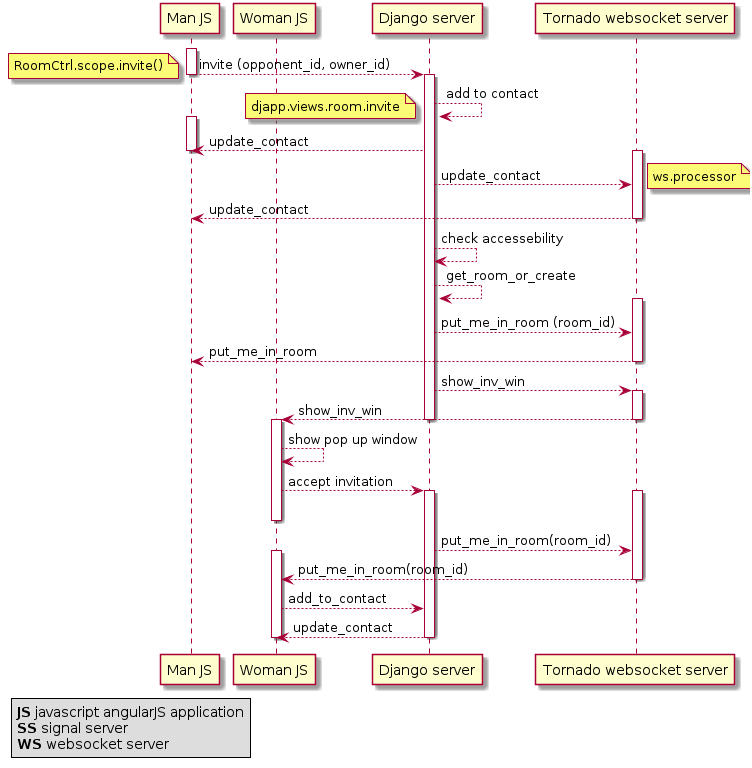 Man JS
Woman JS
Django server
Tornado websocket server
RoomCtrl.scope.invite()
invite (opponent_id, owner_id)
add to contact
djapp.views.room.invite
update_contact
update_contact
ws.processor
update_contact
check accessebility
get_room_or_create
put_me_in_room (room_id)
put_me_in_room
show_inv_win
show_inv_win
show pop up window
accept invitation
put_me_in_room(room_id)
put_me_in_room(room_id)
add_to_contact
update_contact
Man JS
Woman JS
Django server
Tornado websocket server
JS javascript angularJS application
SS signal server
WS websocket server